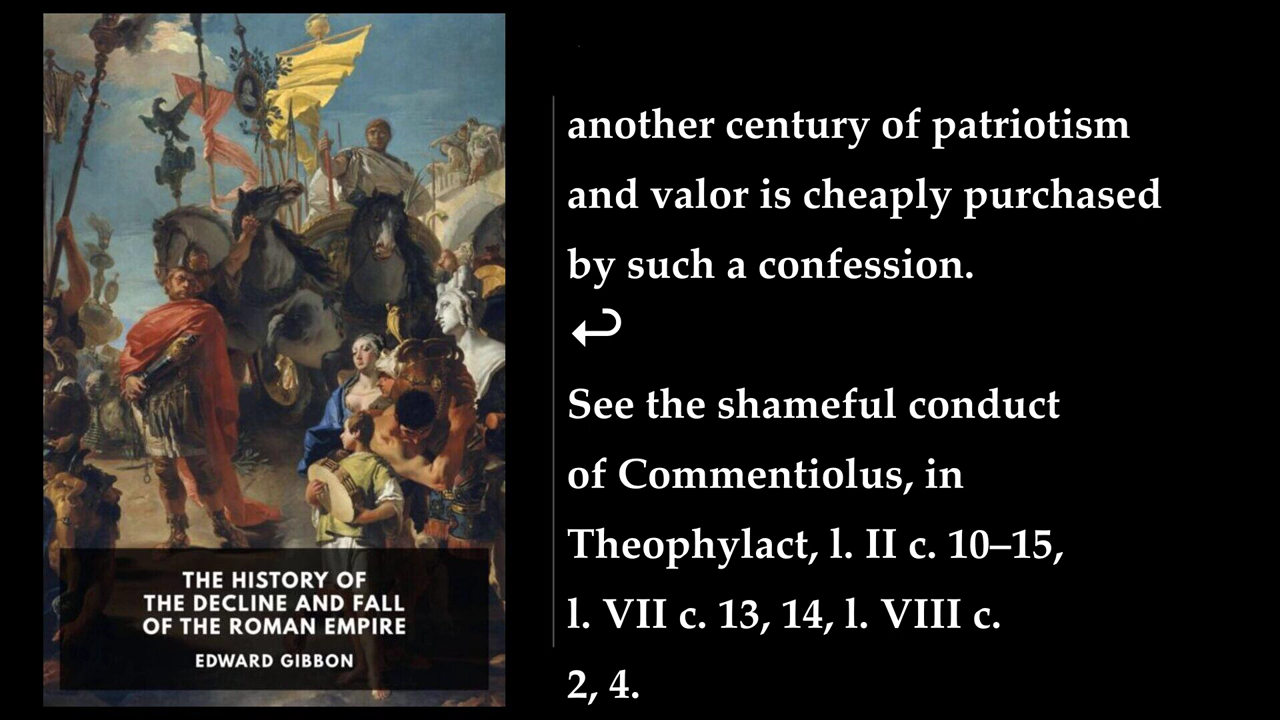 THE HISTORY OF
THE DECLINE AND FALL
OF THE ROMAN EMPIRE
EDWARD GIBBON
another century of patriotism
and valor is cheaply purchased
by such a confession.
↩
See the shameful conduct
of Commentiolus, in
Theophylact, l. II c. 10–15,
l. VII c. 13, 14, l. VIII c.
2, 4.